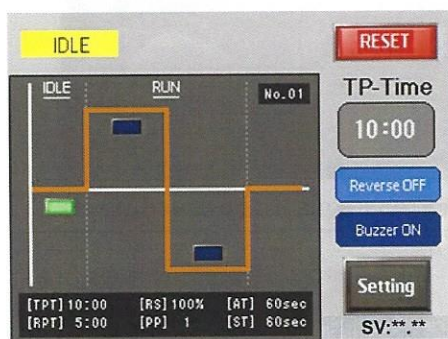 IDLE
RESET
IDLE RUN No.01
TP-Time
10:00
Reverse OFF
Buzzer ON
Setting
[TPT] 10:00 [RS] 100% [AT] 60sec
[RPT] 5:00 [PP] 1 [ST] 60sec
SV:**.**